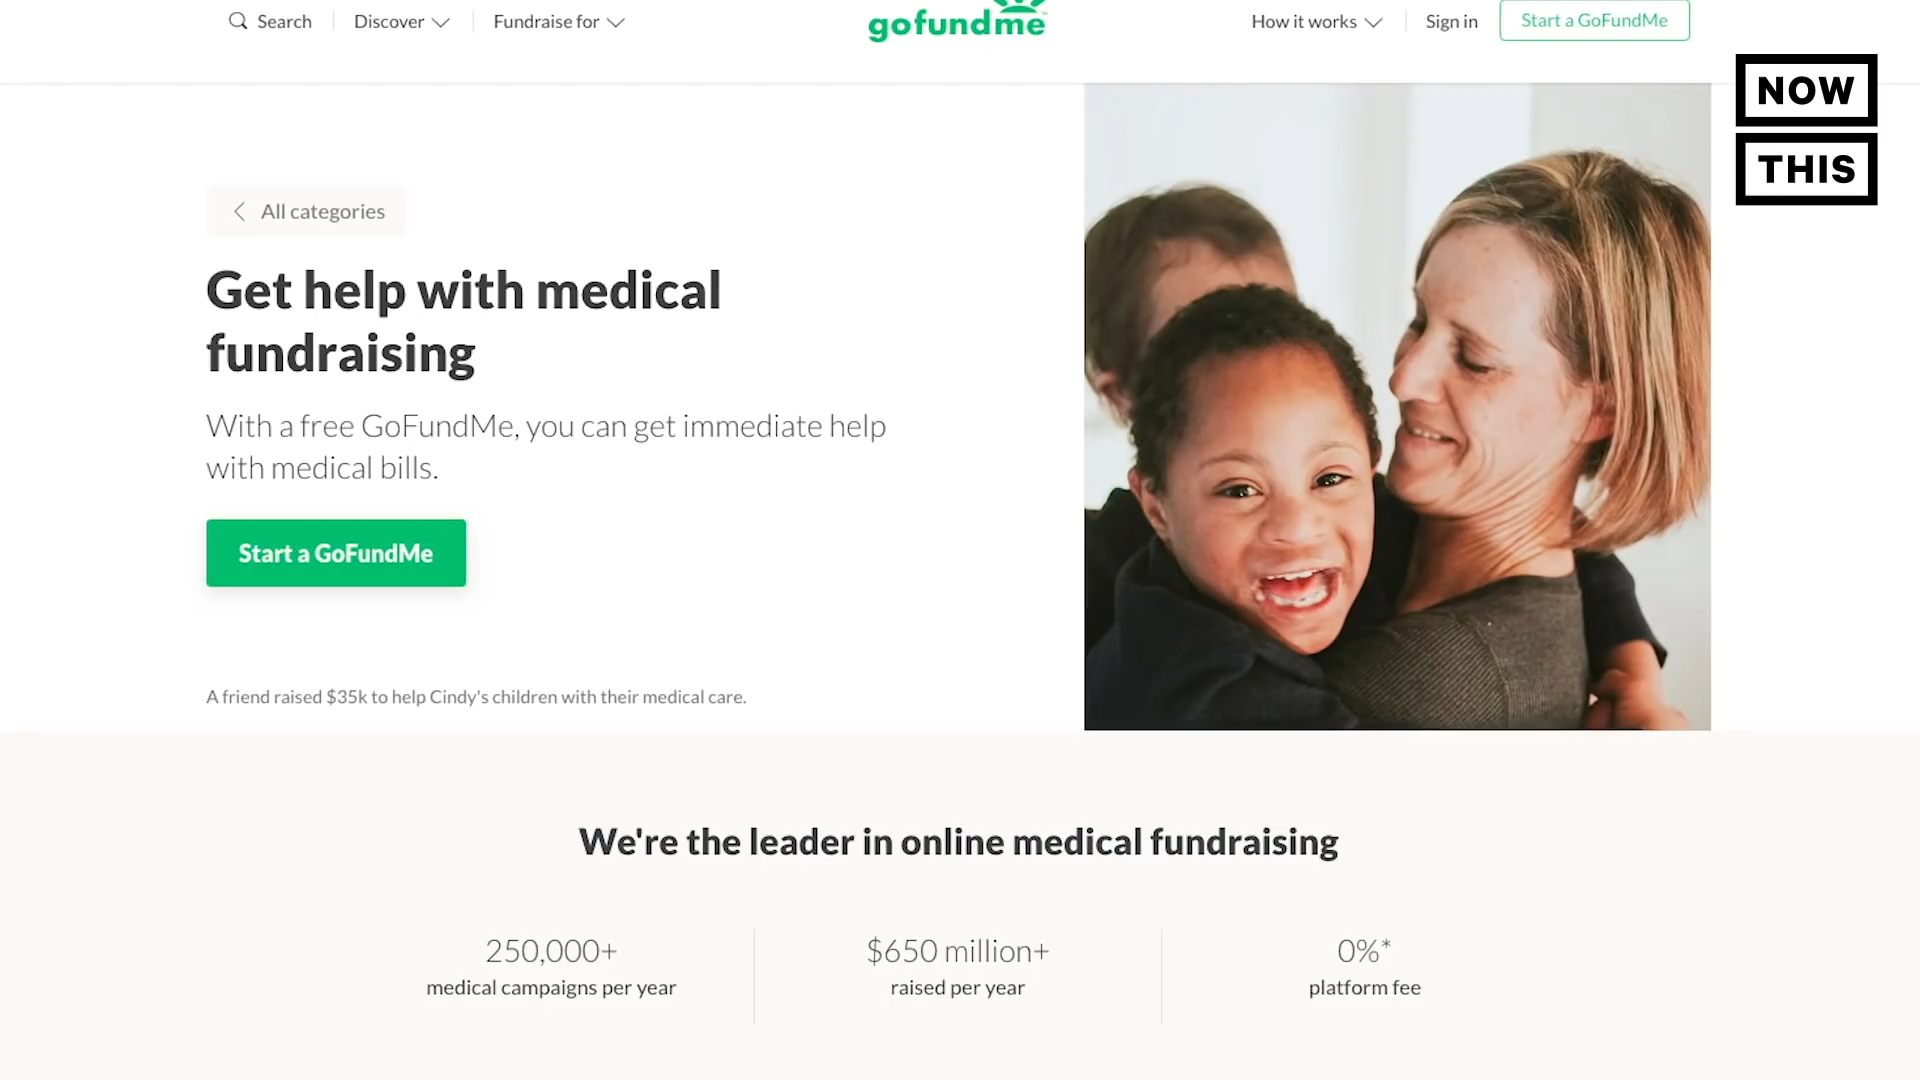 Search
Discover
Fundraise for
gofundme
How it works
Sign in
Start a GoFundMe
NOW
THIS
All categories
Get help with medical
fundraising
With a free GoFundMe, you can get immediate help
with medical bills.
Start a GoFundMe
A friend raised $35k to help Cindy's children with their medical care.
We're the leader in online medical fundraising
250,000+
medical campaigns per year
$650 million+
raised per year
0%*
platform fee